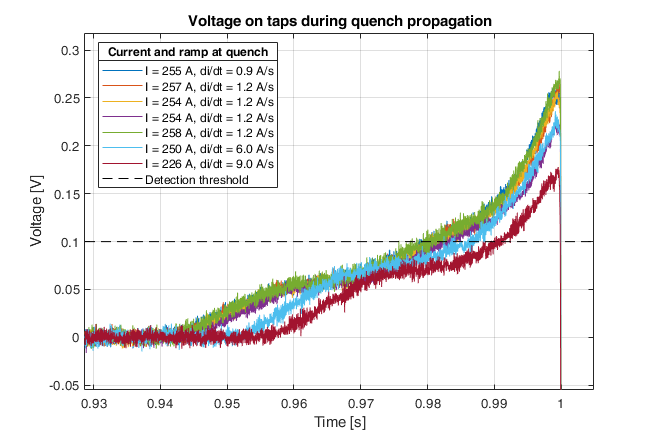 Voltage on taps during quench propagation
Current and ramp at quench
I = 255 A, di/dt = 0.9 A/s
I = 257 A, di/dt = 1.2 A/s
I = 254 A, di/dt = 1.2 A/s
I = 254 A, di/dt = 1.2 A/s
I = 258 A, di/dt = 1.2 A/s
I = 250 A, di/dt = 6.0 A/s
I = 226 A, di/dt = 9.0 A/s
Detection threshold
Voltage [V]
0.3
0.25
0.2
0.15
0.1
0.05
0
-0.05
0.93 0.94 0.95 0.96 0.97 0.98 0.99 1
Time [s]